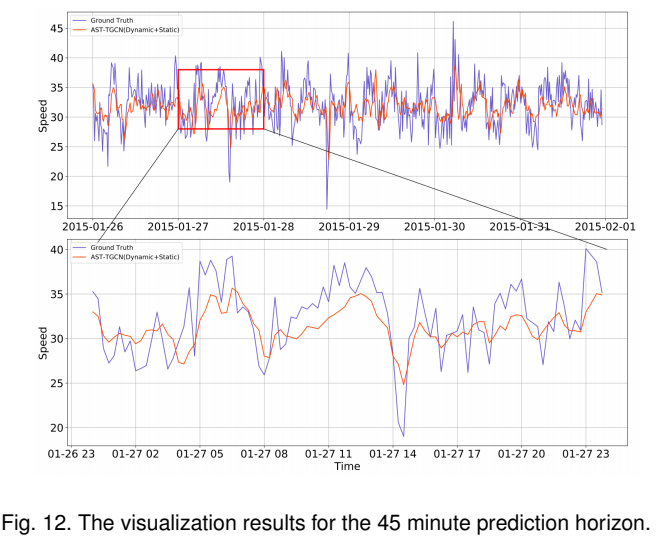 Ground Truth
AST-TGCN(Dynamic+Static)
45
40
35
30
25
20
15
Speed
2015-01-26 2015-01-27 2015-01-28 2015-01-29 2015-01-30 2015-01-31 2015-02-01
Ground Truth
AST-TGCN(Dynamic+Static)
40
35
30
25
20
Speed
01-26 23 01-27 02 01-27 05 01-27 08 01-27 11 01-27 14 01-27 17 01-27 20 01-27 23
Time
Fig. 12. The visualization results for the 45 minute prediction horizon.